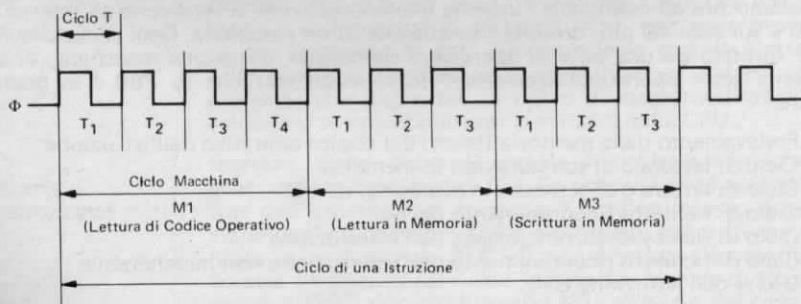 Ciclo T
Φ
T1 T2 T3 T4 T1 T2 T3 T1 T2 T3
Ciclo Macchina
M1 M2 M3
(Lettura di Codice Operativo) (Lettura in Memoria) (Scrittura in Memoria)
Ciclo di una Istruzione